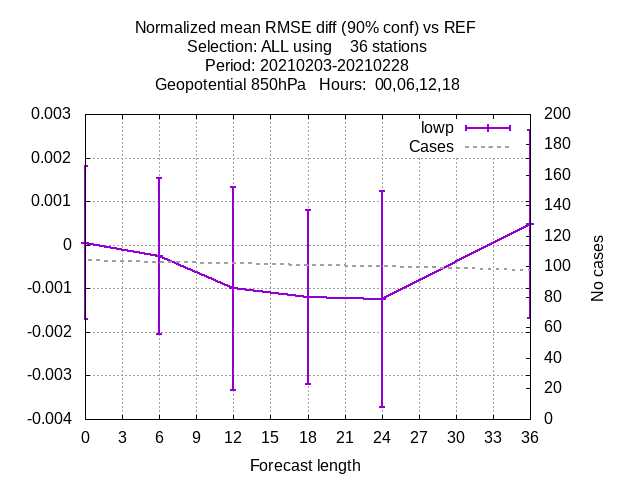 Normalized mean RMSE diff (90% conf) vs REF
Selection: ALL using 36 stations
Period: 20210203-20210228
Geopotential 850hPa Hours: 00,06,12,18
0.003
0.002
0.001
0
-0.001
-0.002
-0.003
-0.004
lowp
Cases
200
180
160
140
120
100
80
60
40
20
0
No cases
0 3 6 9 12 15 18 21 24 27 30 33 36
Forecast length